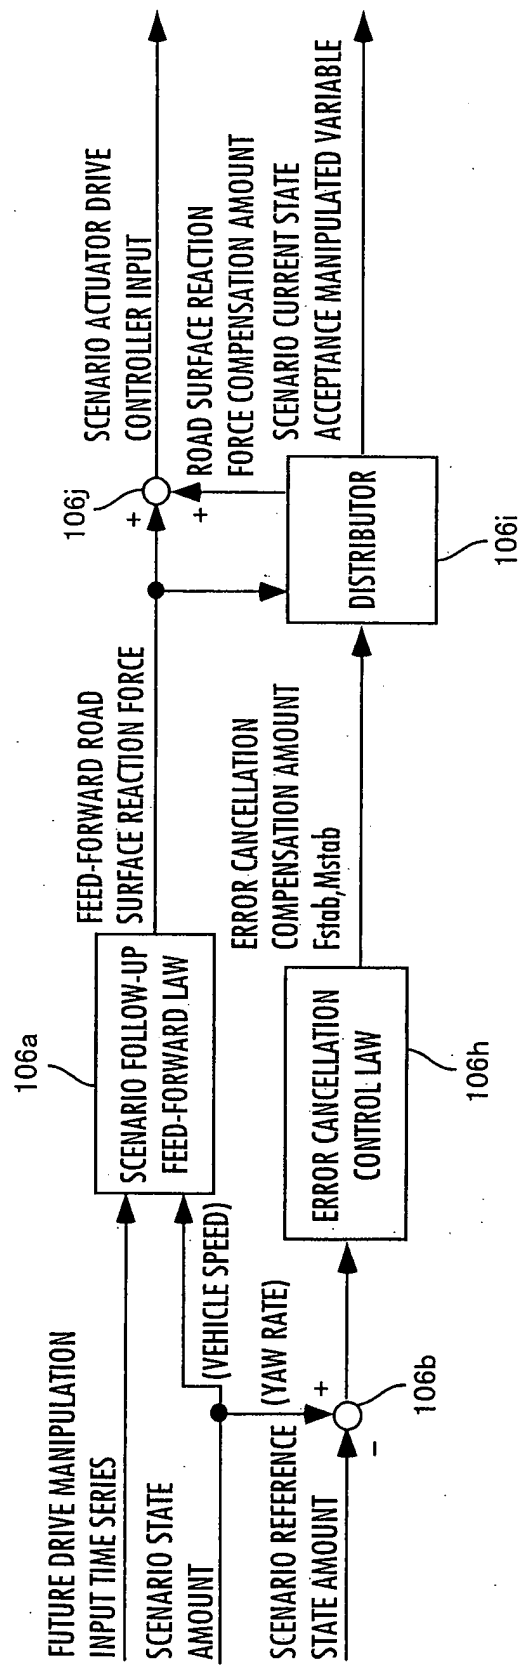 FUTURE DRIVE MANIPULATION
INPUT TIME SERIES
SCENARIO STATE
AMOUNT
SCENARIO REFERENCE
STATE AMOUNT
(VEHICLE SPEED)
(YAW RATE)
+
−
106b
106a
SCENARIO FOLLOW-UP
FEED-FORWARD LAW
ERROR CANCELLATION
CONTROL LAW
106h
FEED-FORWARD ROAD
SURFACE REACTION FORCE
ERROR CANCELLATION
COMPENSATION AMOUNT
Fstab,Mstab
106j
+
+
DISTRIBUTOR
106i
SCENARIO ACTUATOR DRIVE
CONTROLLER INPUT
ROAD SURFACE REACTION
FORCE COMPENSATION AMOUNT
SCENARIO CURRENT STATE
ACCEPTANCE MANIPULATED VARIABLE